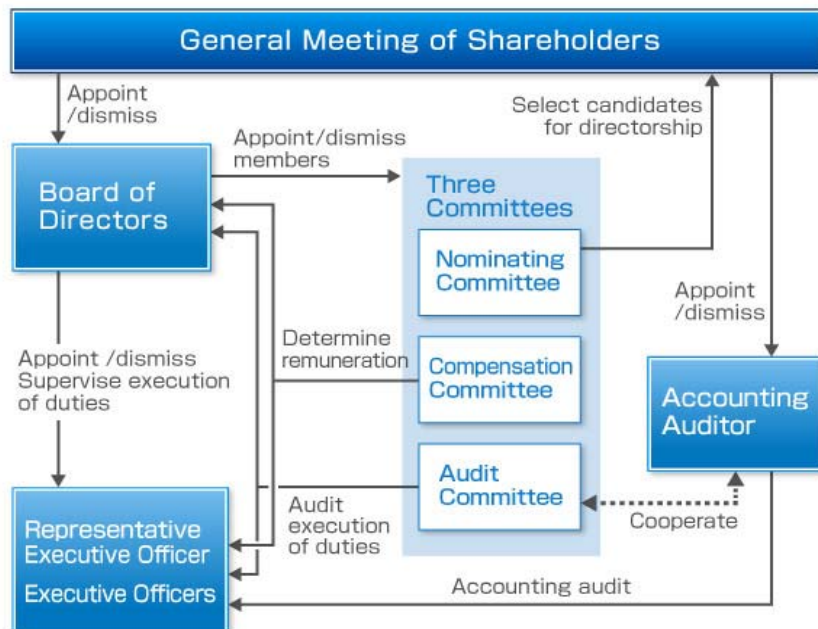 General Meeting of Shareholders
Appoint
/dismiss
Select candidates
for directorship
Appoint/dismiss
members
Board of
Directors
Three
Committees
Nominating
Committee
Appoint
/dismiss
Appoint /dismiss
Supervise execution
of duties
Determine
remuneration
Compensation
Committee
Accounting
Auditor
Audit
Committee
Audit
execution
of duties
Cooperate
Representative
Executive Officer
Executive Officers
Accounting audit